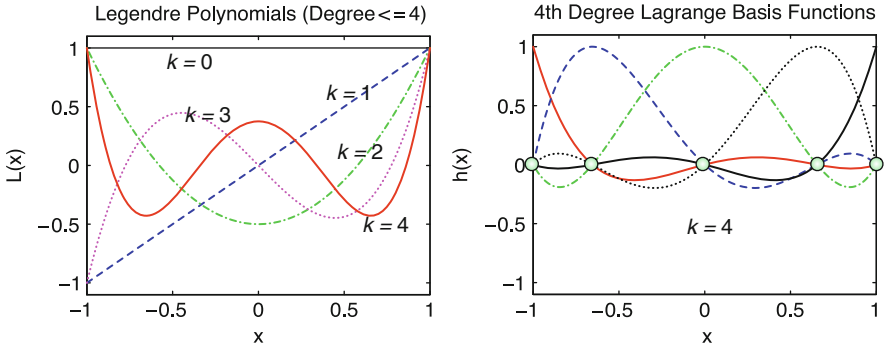 Legendre Polynomials (Degree<=4)
L(x)
1
0.5
0
−0.5
−1
k = 0
k = 1
k = 3
k = 2
k = 4
−1
−0.5
0
0.5
1
x
4th Degree Lagrange Basis Functions
h(x)
1
0.5
0
−0.5
−1
k = 4
−1
−0.5
0
0.5
1
x